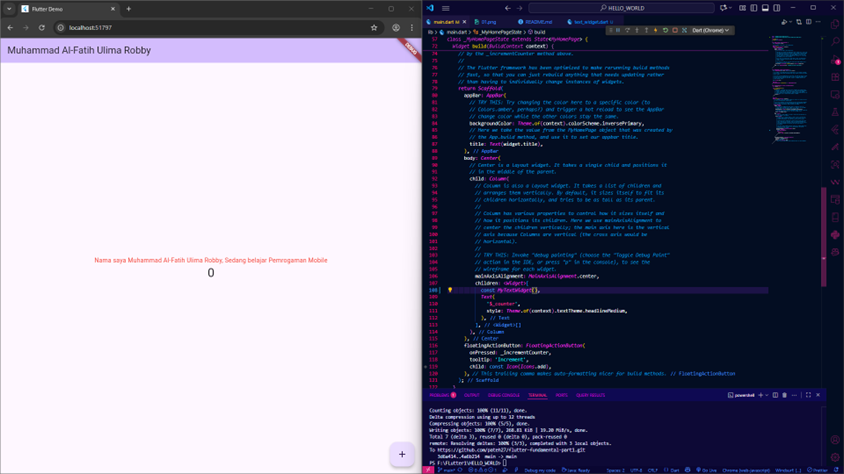 Flutter Demo
localhost:51797
Muhammad Al-Fatih Ulima Robby
DEBUG
Nama saya Muhammad Al-Fatih Ulima Robby, Sedang belajar Pemrogaman Mobile
0
+
HELLO_WORLD
main.dart
01.png
README.md
text_widget.dart
Dart (Chrome)
lib > main.dart > _MyHomePageState > build
57 class _MyHomePageState extends State<MyHomePage> {
Widget build(BuildContext context) {
// by the _incrementCounter method above.
//
// The Flutter framework has been optimized to make rerunning build methods
// fast, so that you can just rebuild anything that needs updating rather
// than having to individually change instances of widgets.
return Scaffold(
appBar: AppBar(
// TRY THIS: Try changing the color here to a specific color (to
// Colors.amber, perhaps?) and trigger a hot reload to see the AppBar
// change color while the other colors stay the same.
backgroundColor: Theme.of(context).colorScheme.inversePrimary,
// Here we take the value from the MyHomePage object that was created by
// the App.build method, and use it to set our appbar title.
title: Text(widget.title),
), // AppBar
body: Center(
// Center is a layout widget. It takes a single child and positions it
// in the middle of the parent.
child: Column(
// Column is also a layout widget. It takes a list of children and
// arranges them vertically. By default, it sizes itself to fit its
// children horizontally, and tries to be as tall as its parent.
//
// Column has various properties to control how it sizes itself and
// how it positions its children. Here we use mainAxisAlignment to
// center the children vertically; the main axis here is the vertical
// axis because Columns are vertical (the cross axis would be
// horizontal).
//
// TRY THIS: Invoke "debug painting" (choose the "Toggle Debug Paint"
// action in the IDE, or press "p" in the console), to see the
// wireframe for each widget.
mainAxisAlignment: MainAxisAlignment.center,
children: <Widget>[
const MyTextWidget(),
Text(
'$_counter',
style: Theme.of(context).textTheme.headlineMedium,
), // Text
], // <Widget>[]
), // Column
), // Center
floatingActionButton: FloatingActionButton(
onPressed: _incrementCounter,
tooltip: 'Increment',
child: const Icon(Icons.add),
), // This trailing comma makes auto-formatting nicer for build methods. // FloatingActionButton
); // Scaffold
PROBLEMS OUTPUT DEBUG CONSOLE TERMINAL PORTS
powershell
Counting objects: 100% (11/11), done.
Delta compression using up to 12 threads
Compressing objects: 100% (5/5), done.
Writing objects: 100% (7/7), 268.83 KiB | 19.20 MiB/s, done.
Total 7 (delta 3), reused 0 (delta 0), pack-reused 0
remote: Resolving deltas: 100% (3/3), completed with 3 local objects.
main -> main
PS F:\Flutter1\HELLO_WORLD>
Debug my code
Spaces: 2
UTF-8
Dart